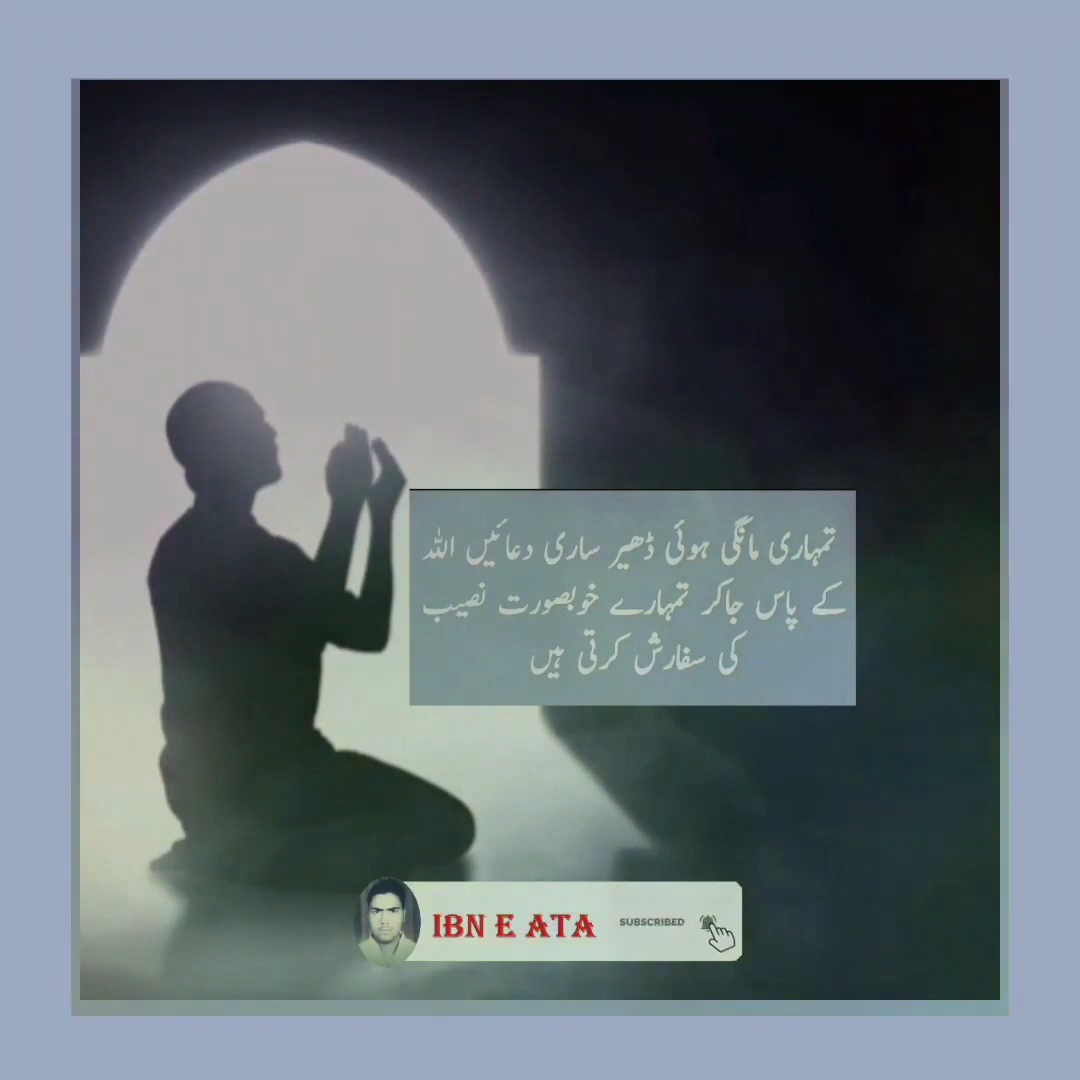 تمہاری مانگی ہوئی ڈھیر ساری دعائیں اللہ
کے پاس جاکر تمہارے خوبصورت نصیب
کی سفارش کرتی ہیں
IBN E ATA
SUBSCRIBED